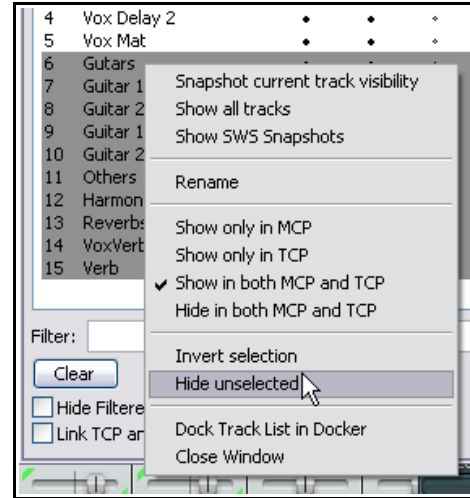 4 Vox Delay 2
5 Vox Mat
6 Gutars
7 Guitar 1
8 Guitar 2
9 Guitar 1
10 Guitar 2
11 Others
12 Harmon
13 Reverbs
14 VoxVerb
15 Verb
Snapshot current track visibility
Show all tracks
Show SWS Snapshots
Rename
Show only in MCP
Show only in TCP
Show in both MCP and TCP
Hide in both MCP and TCP
Invert selection
Hide unselected
Dock Track List in Docker
Close Window
Filter:
Clear
Hide Filtere
Link TCP an